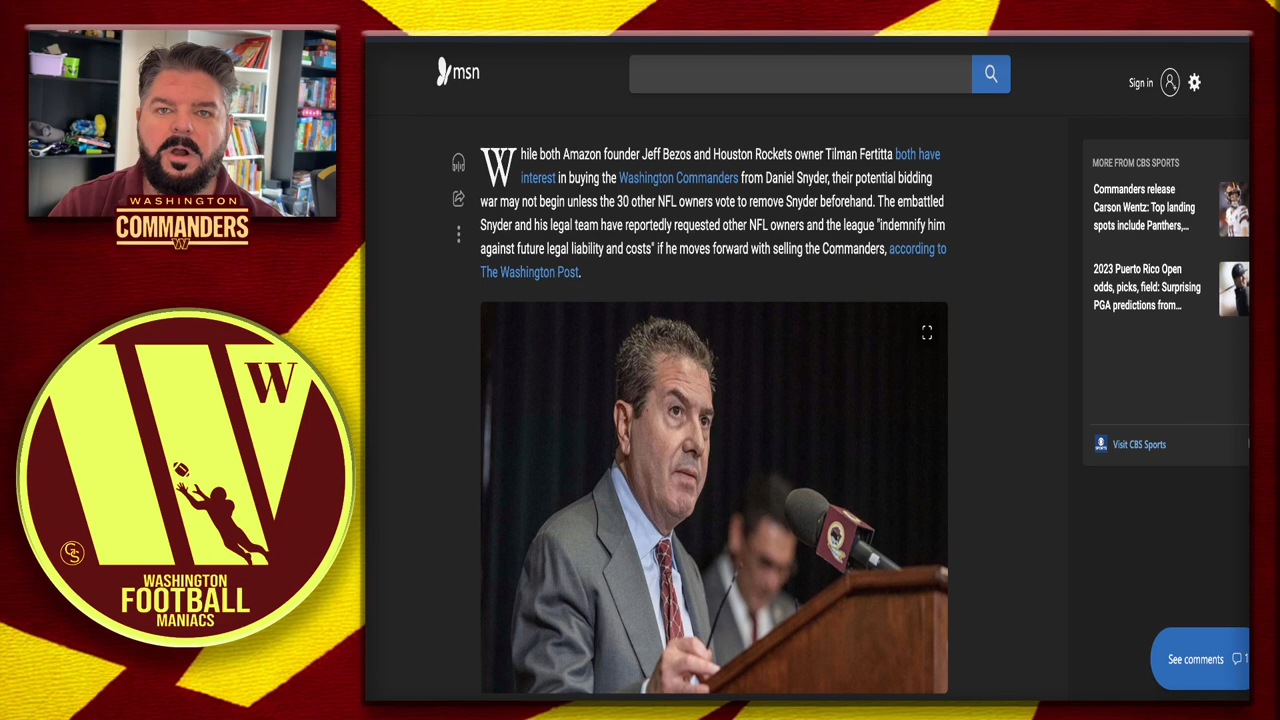 WASHINGTON
COMMANDERS
W
W
GS
WASHINGTON
FOOTBALL
MANIACS
msn
Sign in
While both Amazon founder Jeff Bezos and Houston Rockets owner Tilman Fertitta both have
interest in buying the Washington Commanders from Daniel Snyder, their potential bidding
war may not begin unless the 30 other NFL owners vote to remove Snyder beforehand. The embattled
Snyder and his legal team have reportedly requested other NFL owners and the league "indemnify him
against future legal liability and costs" if he moves forward with selling the Commanders, according to
The Washington Post.
MORE FROM CBS SPORTS
Commanders release
Carson Wentz: Top landing
spots include Panthers,...
2023 Puerto Rico Open
odds, picks, field: Surprising
PGA predictions from...
Visit CBS Sports
See comments 1